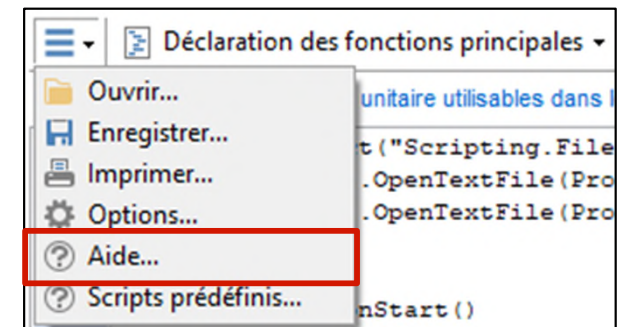 Déclaration des fonctions principales
Ouvrir...
unitaire utilisables dans
Enregistrer...
t("Scripting.File
Imprimer...
.OpenTextFile(Pro
Options...
.OpenTextFile(Pro
Aide...
Scripts prédéfinis...
nStart()